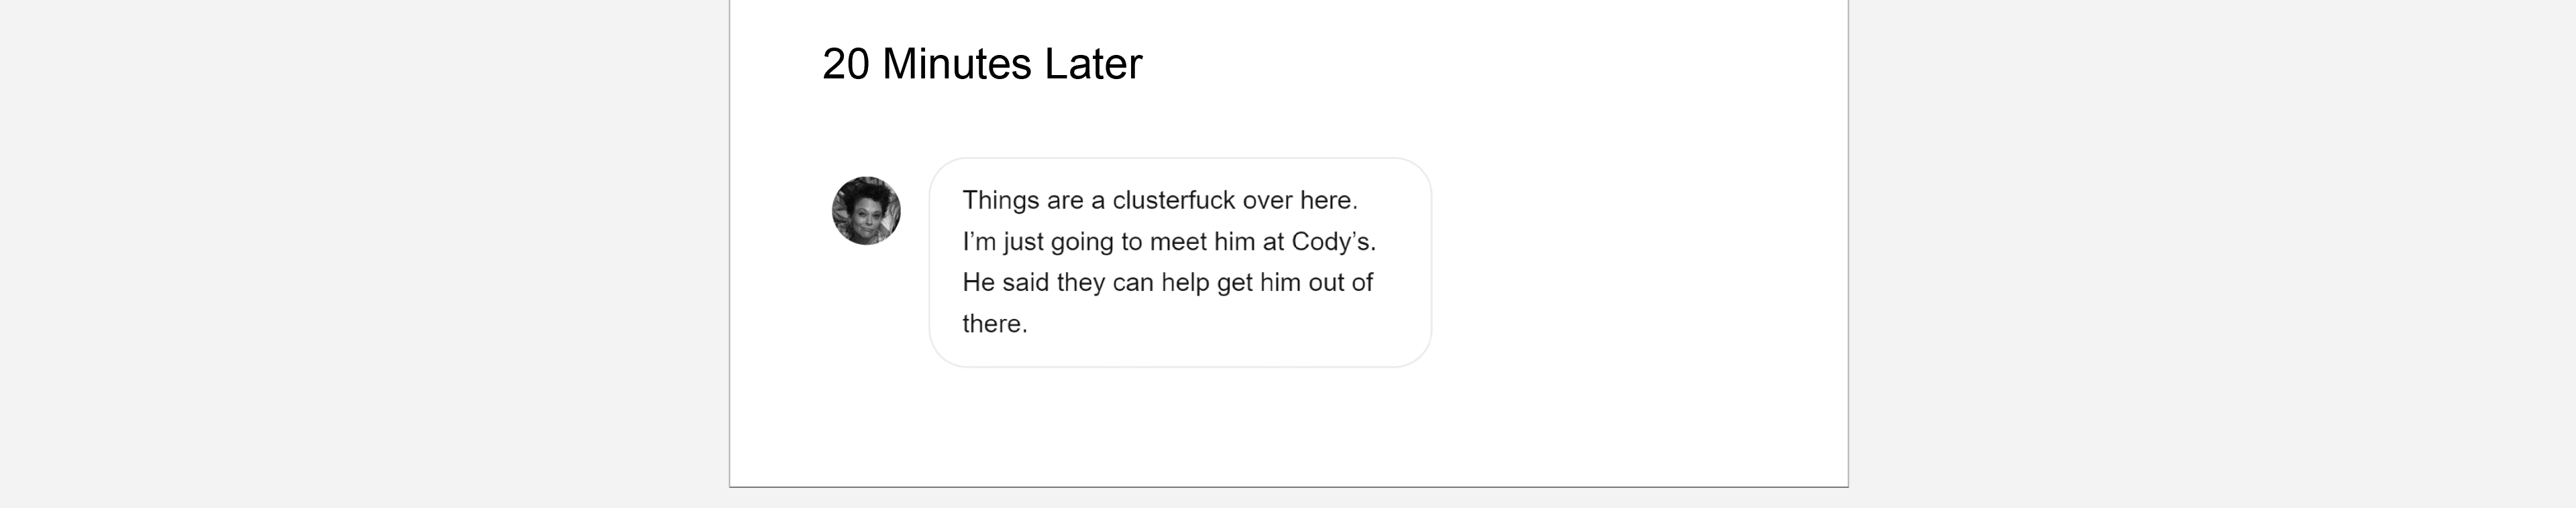 20 Minutes Later
Things are a clusterfuck over here.
I’m just going to meet him at Cody’s.
He said they can help get him out of
there.